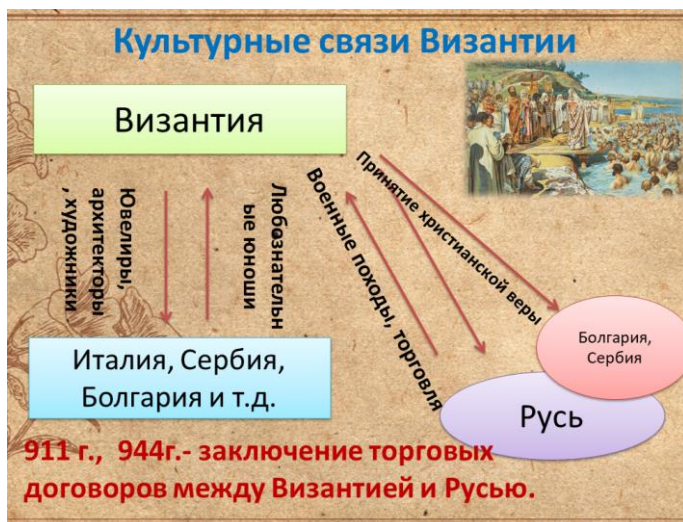 Культурные связи Византии
Византия
Ювелиры,
архитекторы
, художники
Любознательн
ые юноши
Военные походы, торговля
Принятие христианской веры
Италия, Сербия,
Болгария и т.д.
Болгария,
Сербия
Русь
911 г.,  944г.- заключение торговых
договоров между Византией и Русью.